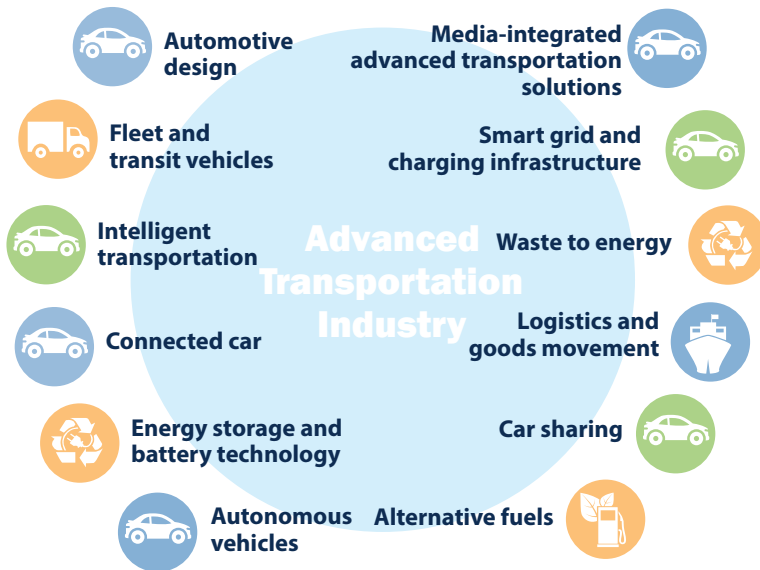 Automotive
design
Fleet and
transit vehicles
Intelligent
transportation
Connected car
Energy storage and
battery technology
Autonomous
vehicles
Advanced
Transportation
Industry
Media-integrated
advanced transportation
solutions
Smart grid and
charging infrastructure
Waste to energy
Logistics and
goods movement
Car sharing
Alternative fuels